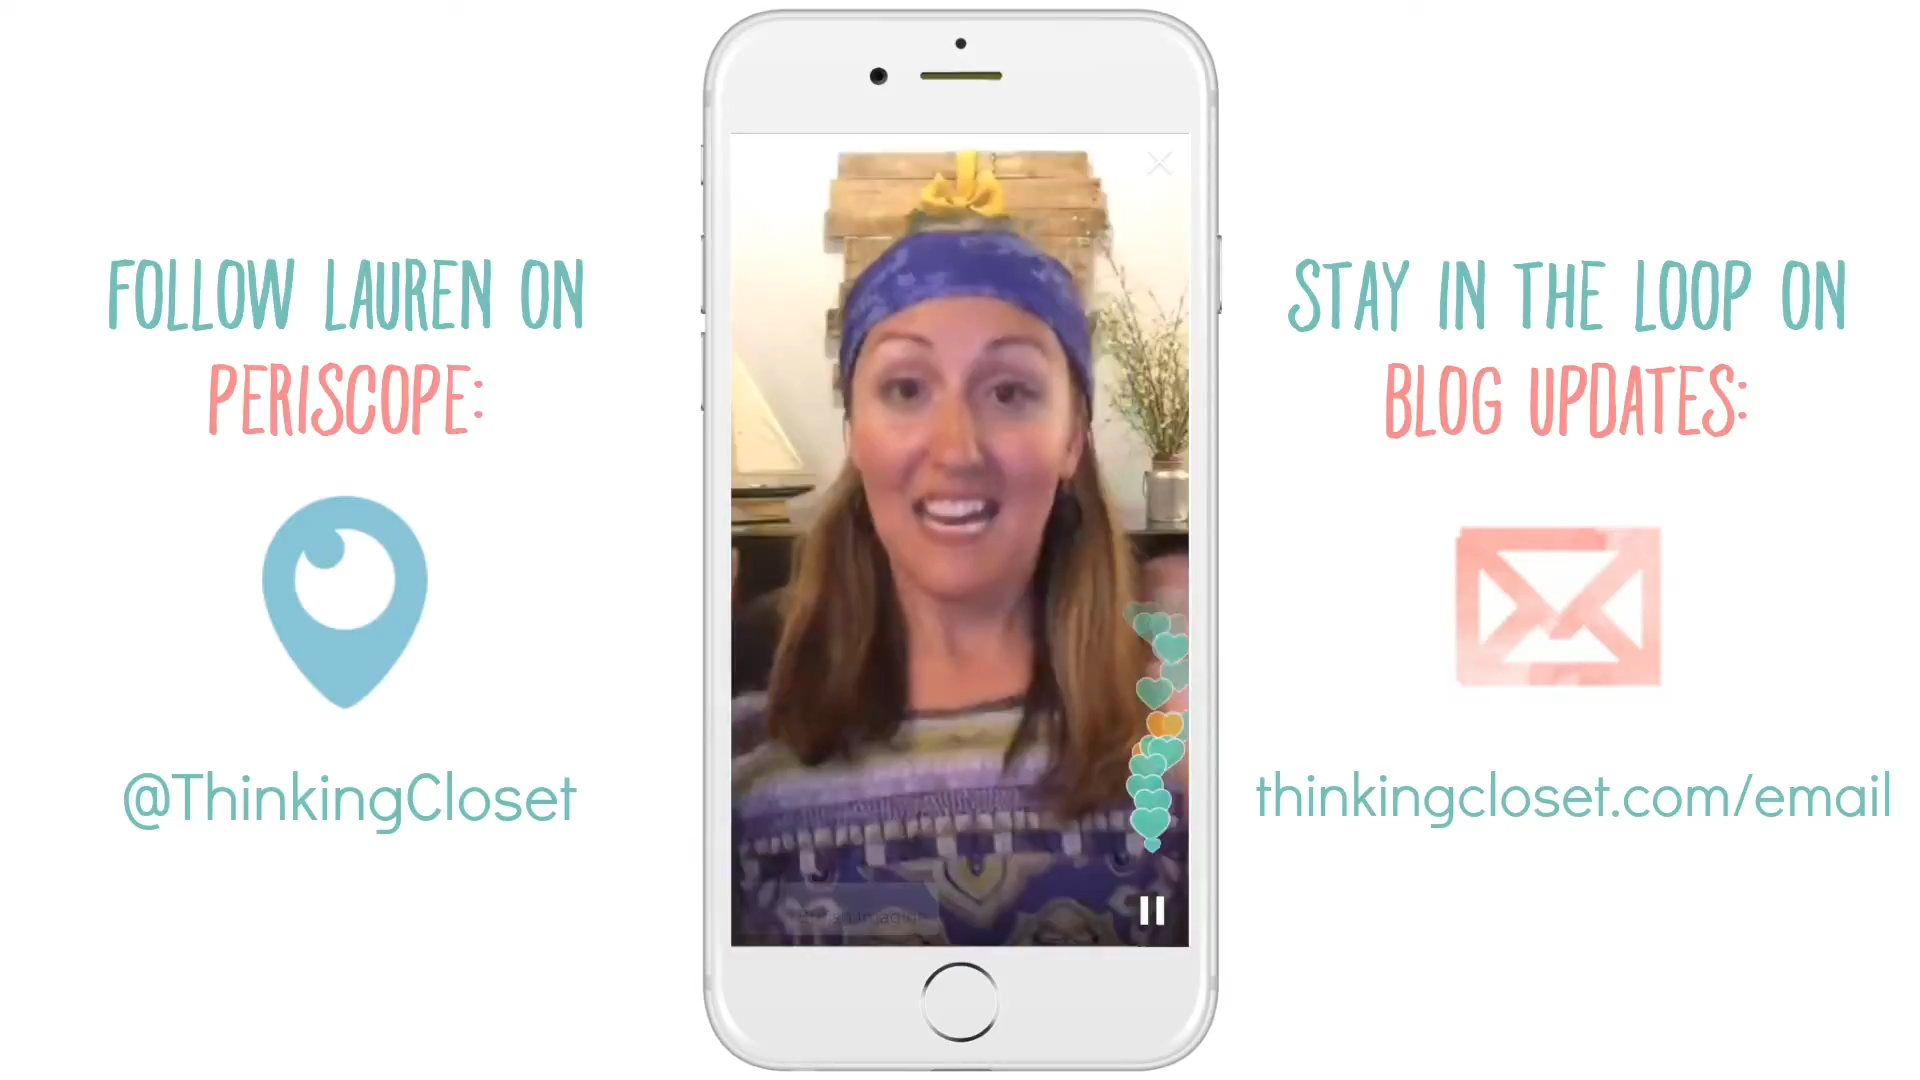 FOLLOW LAUREN ON
PERISCOPE:
@ThinkingCloset
STAY IN THE LOOP ON
BLOG UPDATES:
thinkingcloset.com/email